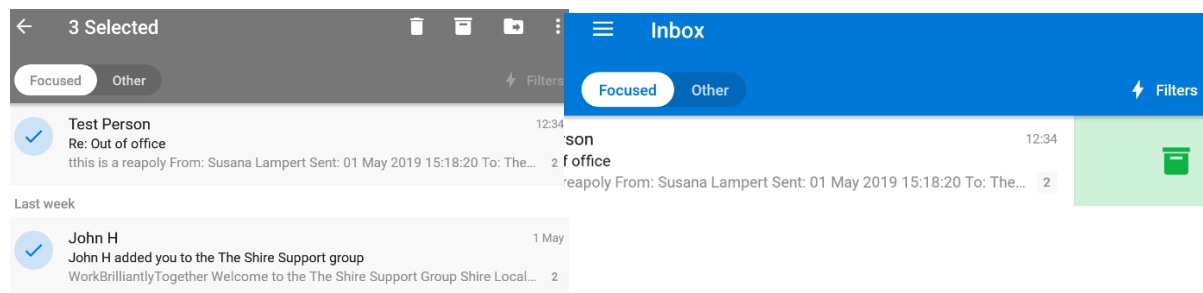 3 Selected
Focused Other Filters
Test Person 12:34
Re: Out of office
tthis is a reapoly From: Susana Lampert Sent: 01 May 2019 15:18:20 To: The... 2
Last week
John H 1 May
John H added you to the The Shire Support group
WorkBrilliantlyTogether Welcome to the The Shire Support Group Shire Local... 2
Inbox
Focused Other Filters
rson 12:34
f office
reapoly From: Susana Lampert Sent: 01 May 2019 15:18:20 To: The... 2